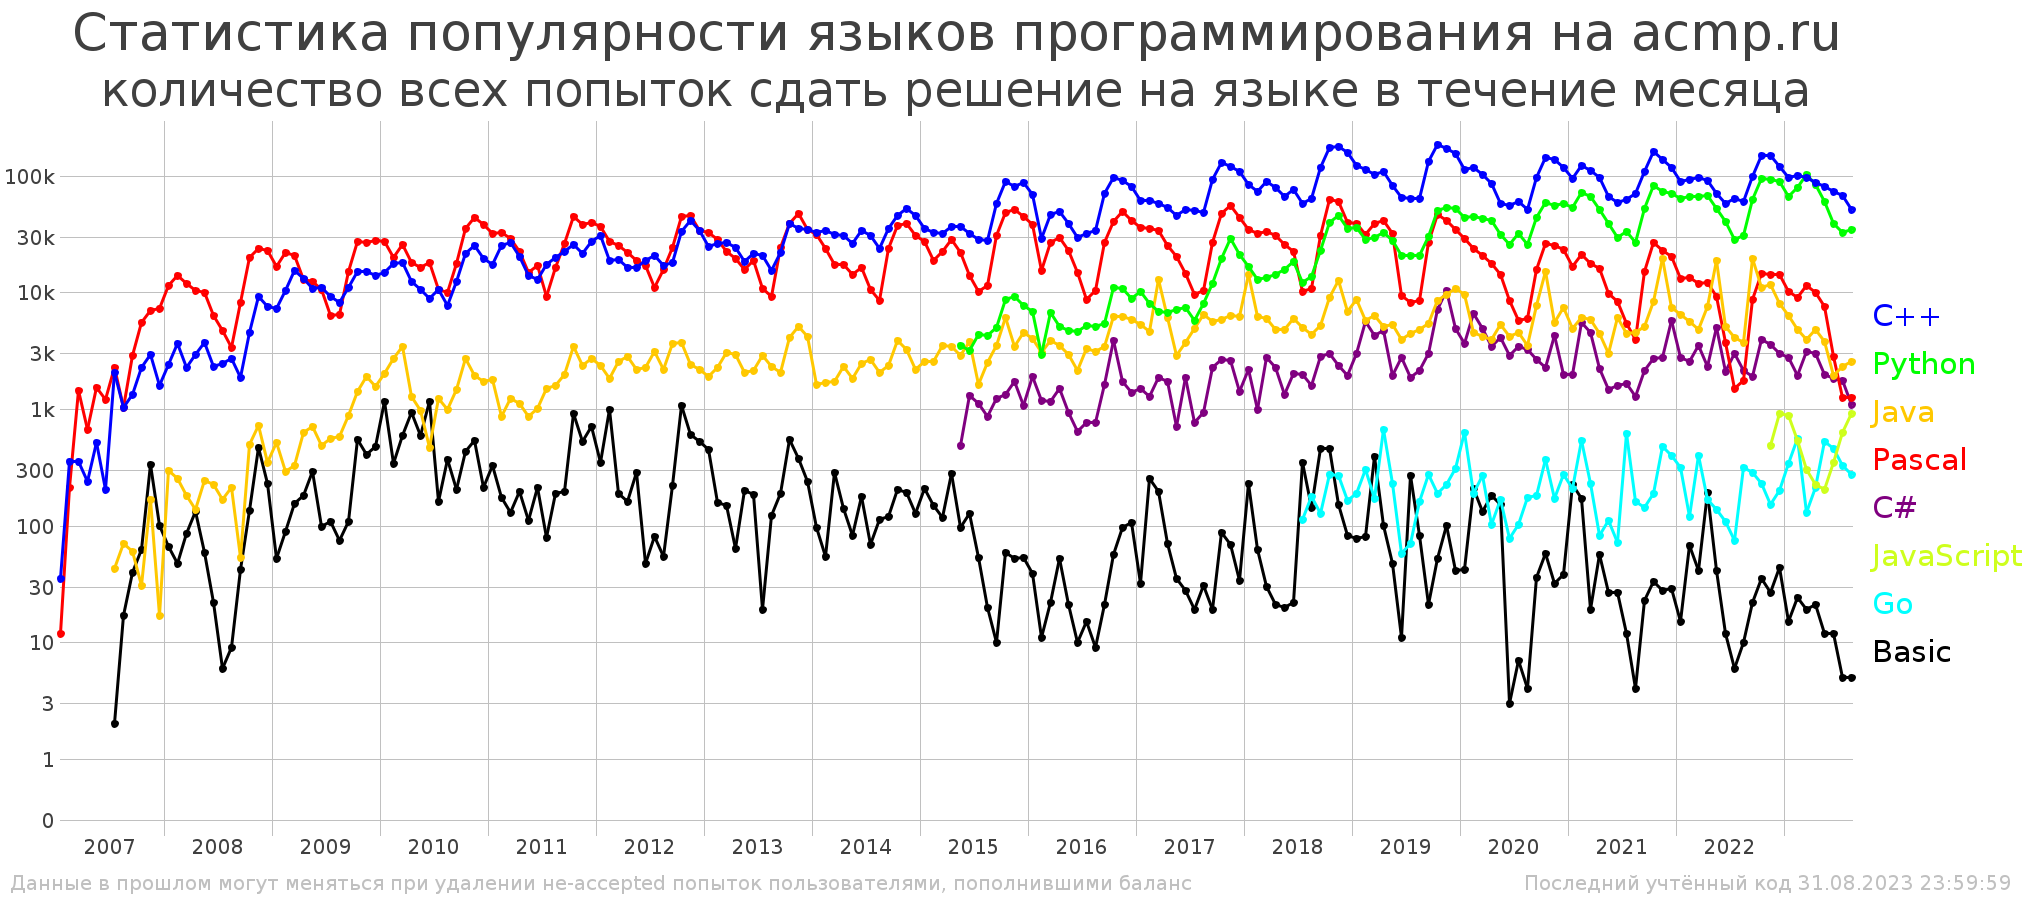 Статистика популярности языков программирования на acmp.ru
количество всех попыток сдать решение на языке в течение месяца
100k
30k
10k
3k
1k
300
100
30
10
3
1
0
C++
Python
Java
Pascal
C#
JavaScript
Go
Basic
2007 2008 2009 2010 2011 2012 2013 2014 2015 2016 2017 2018 2019 2020 2021 2022
Данные в прошлом могут меняться при удалении не-accepted попыток пользователями, пополнившими баланс
Последний учтённый код 31.08.2023 23:59:59